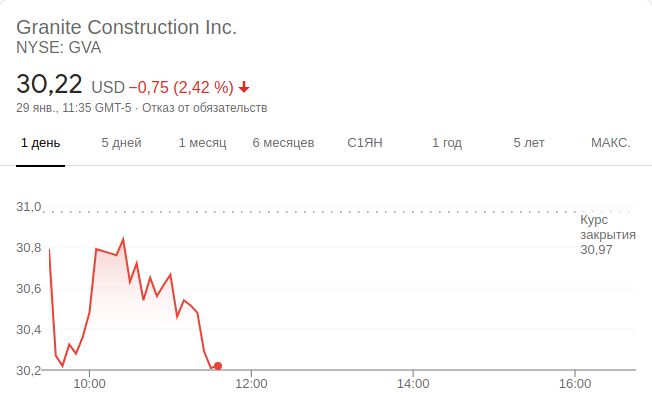 Granite Construction Inc.
NYSE: GVA
30,22 USD −0,75 (2,42 %)
29 янв., 11:35 GMT-5 · Отказ от обязательств
1 день 5 дней 1 месяц 6 месяцев С1ЯН 1 год 5 лет МАКС.
31,0
Курс
закрытия
30,97
30,8
30,6
30,4
30,2
10:00 12:00 14:00 16:00